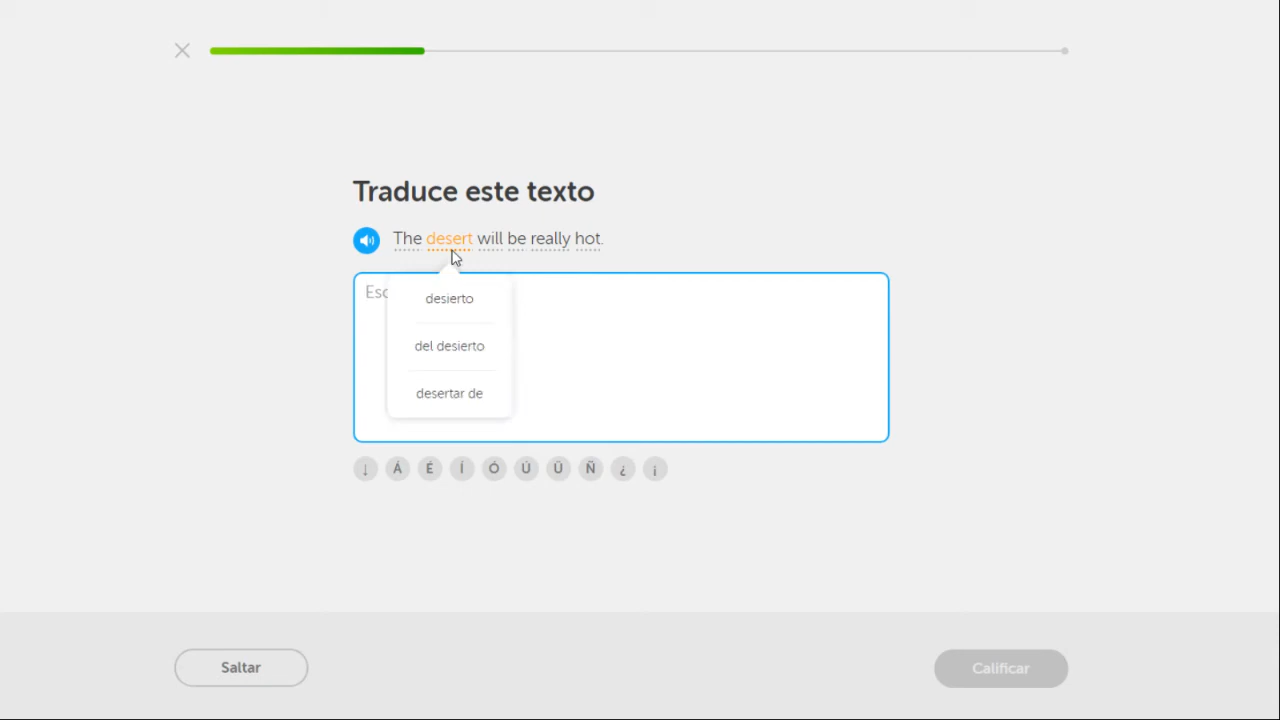 Traduce este texto
The desert will be really hot.
Esc
desierto
del desierto
desertar de
↓ Á É Í Ó Ú Ü Ñ ¿ ¡
Saltar
Calificar